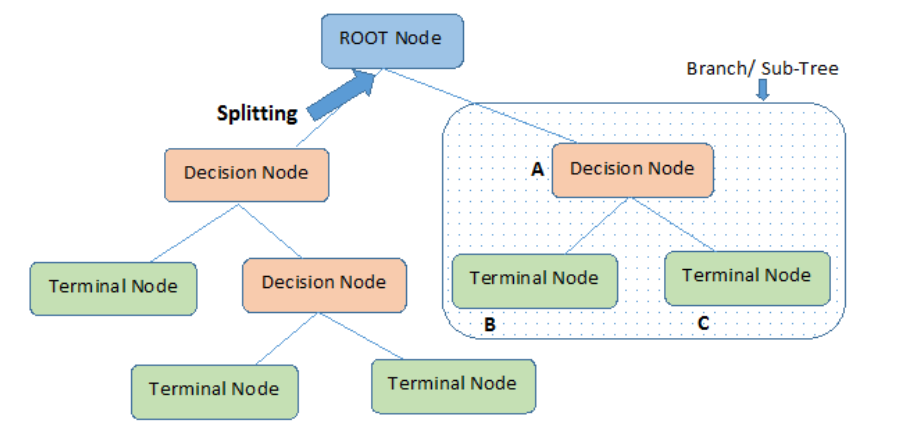 ROOT Node
Branch/ Sub-Tree
Splitting
Decision Node
A
Decision Node
Terminal Node
Decision Node
Terminal Node
Terminal Node
B
C
Terminal Node
Terminal Node